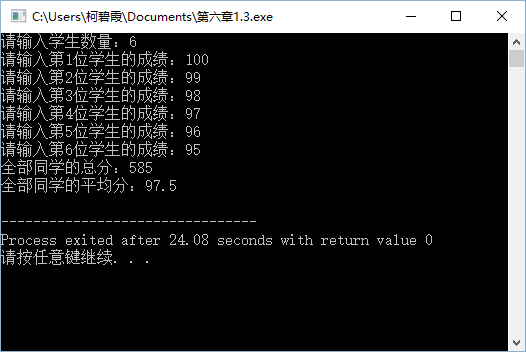 C:\Users\柯碧霞\Documents\第六章1.3.exe
请输入学生数量：6
请输入第1位学生的成绩：100
请输入第2位学生的成绩：99
请输入第3位学生的成绩：98
请输入第4位学生的成绩：97
请输入第5位学生的成绩：96
请输入第6位学生的成绩：95
全部同学的总分：585
全部同学的平均分：97.5
--------------------------------
Process exited after 24.08 seconds with return value 0
请按任意键继续. . .